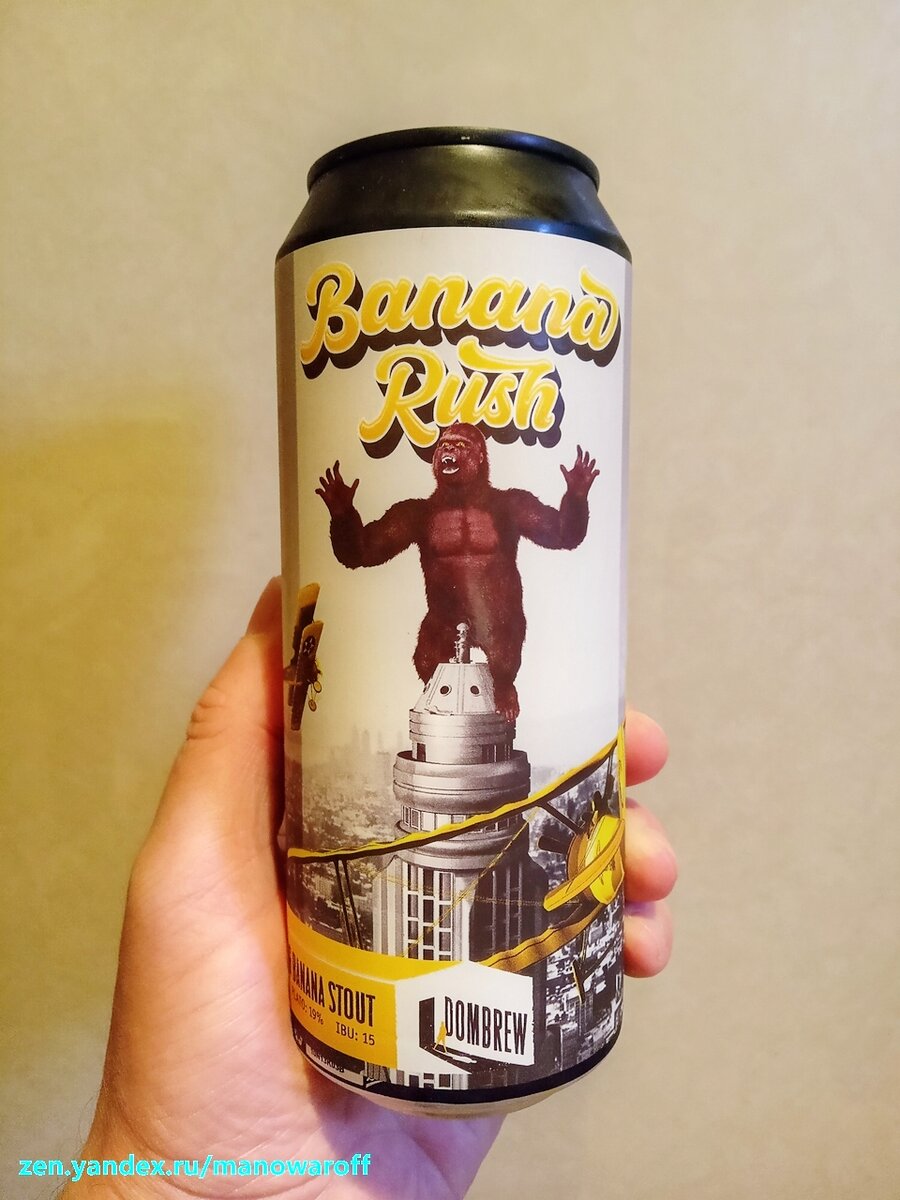 Banana
Rush
BANANA STOUT
19% IBU: 15
DOMBREW
zen.yandex.ru/manowaroff